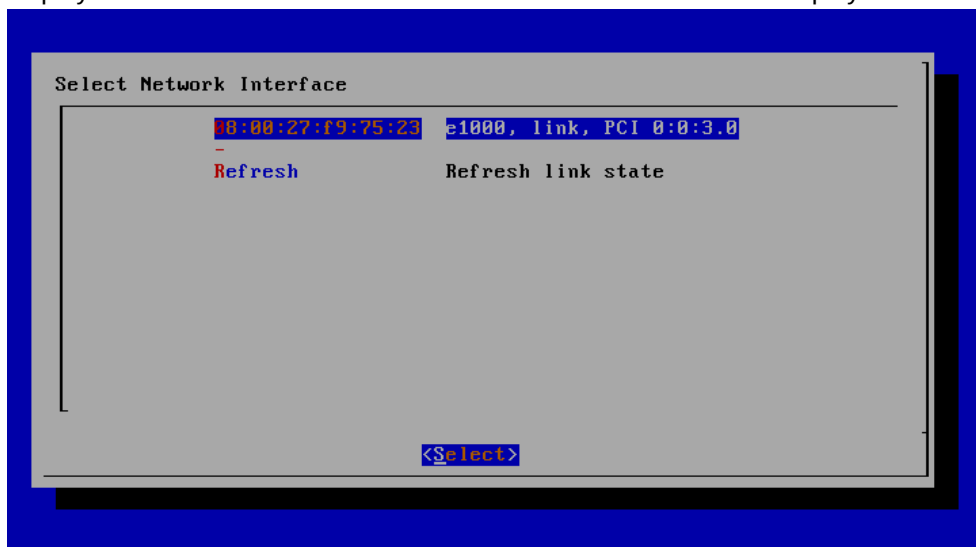 Select Network Interface
08:00:27:f9:75:23 e1000, link, PCI 0:0:3.0
-
Refresh Refresh link state
<Select>